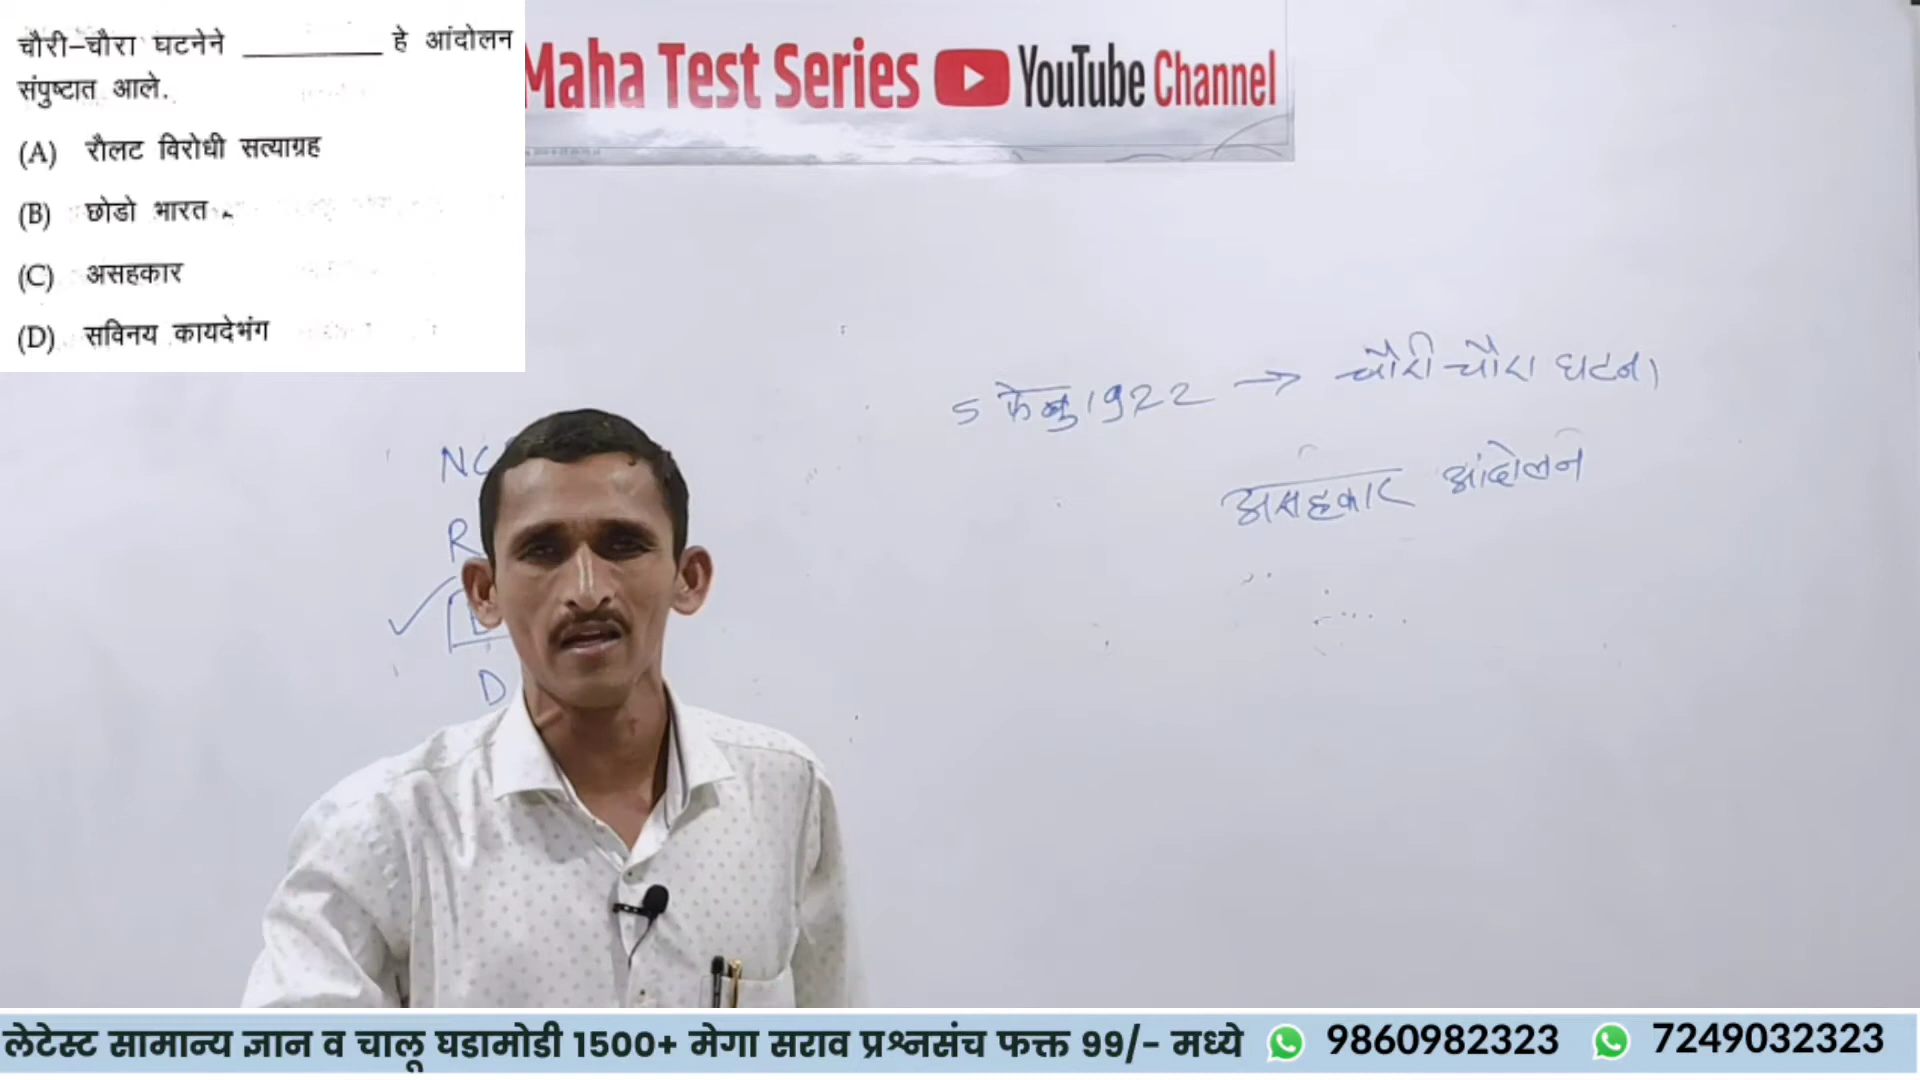 चौरी-चौरा घटनेने __________ हे आंदोलन
संपुष्टात आले.
(A) रौलट विरोधी सत्याग्रह
(B) छोडो भारत
(C) असहकार
(D) सविनय कायदेभंग
Maha Test Series YouTube Channel
5 फेब्रु 1922 → चौरी चौरा घटना
असहकार आंदोलन
NC
R
D
लेटेस्ट सामान्य ज्ञान व चालू घडामोडी 1500+ मेगा सराव प्रश्नसंच फक्त 99/- मध्ये 9860982323 7249032323